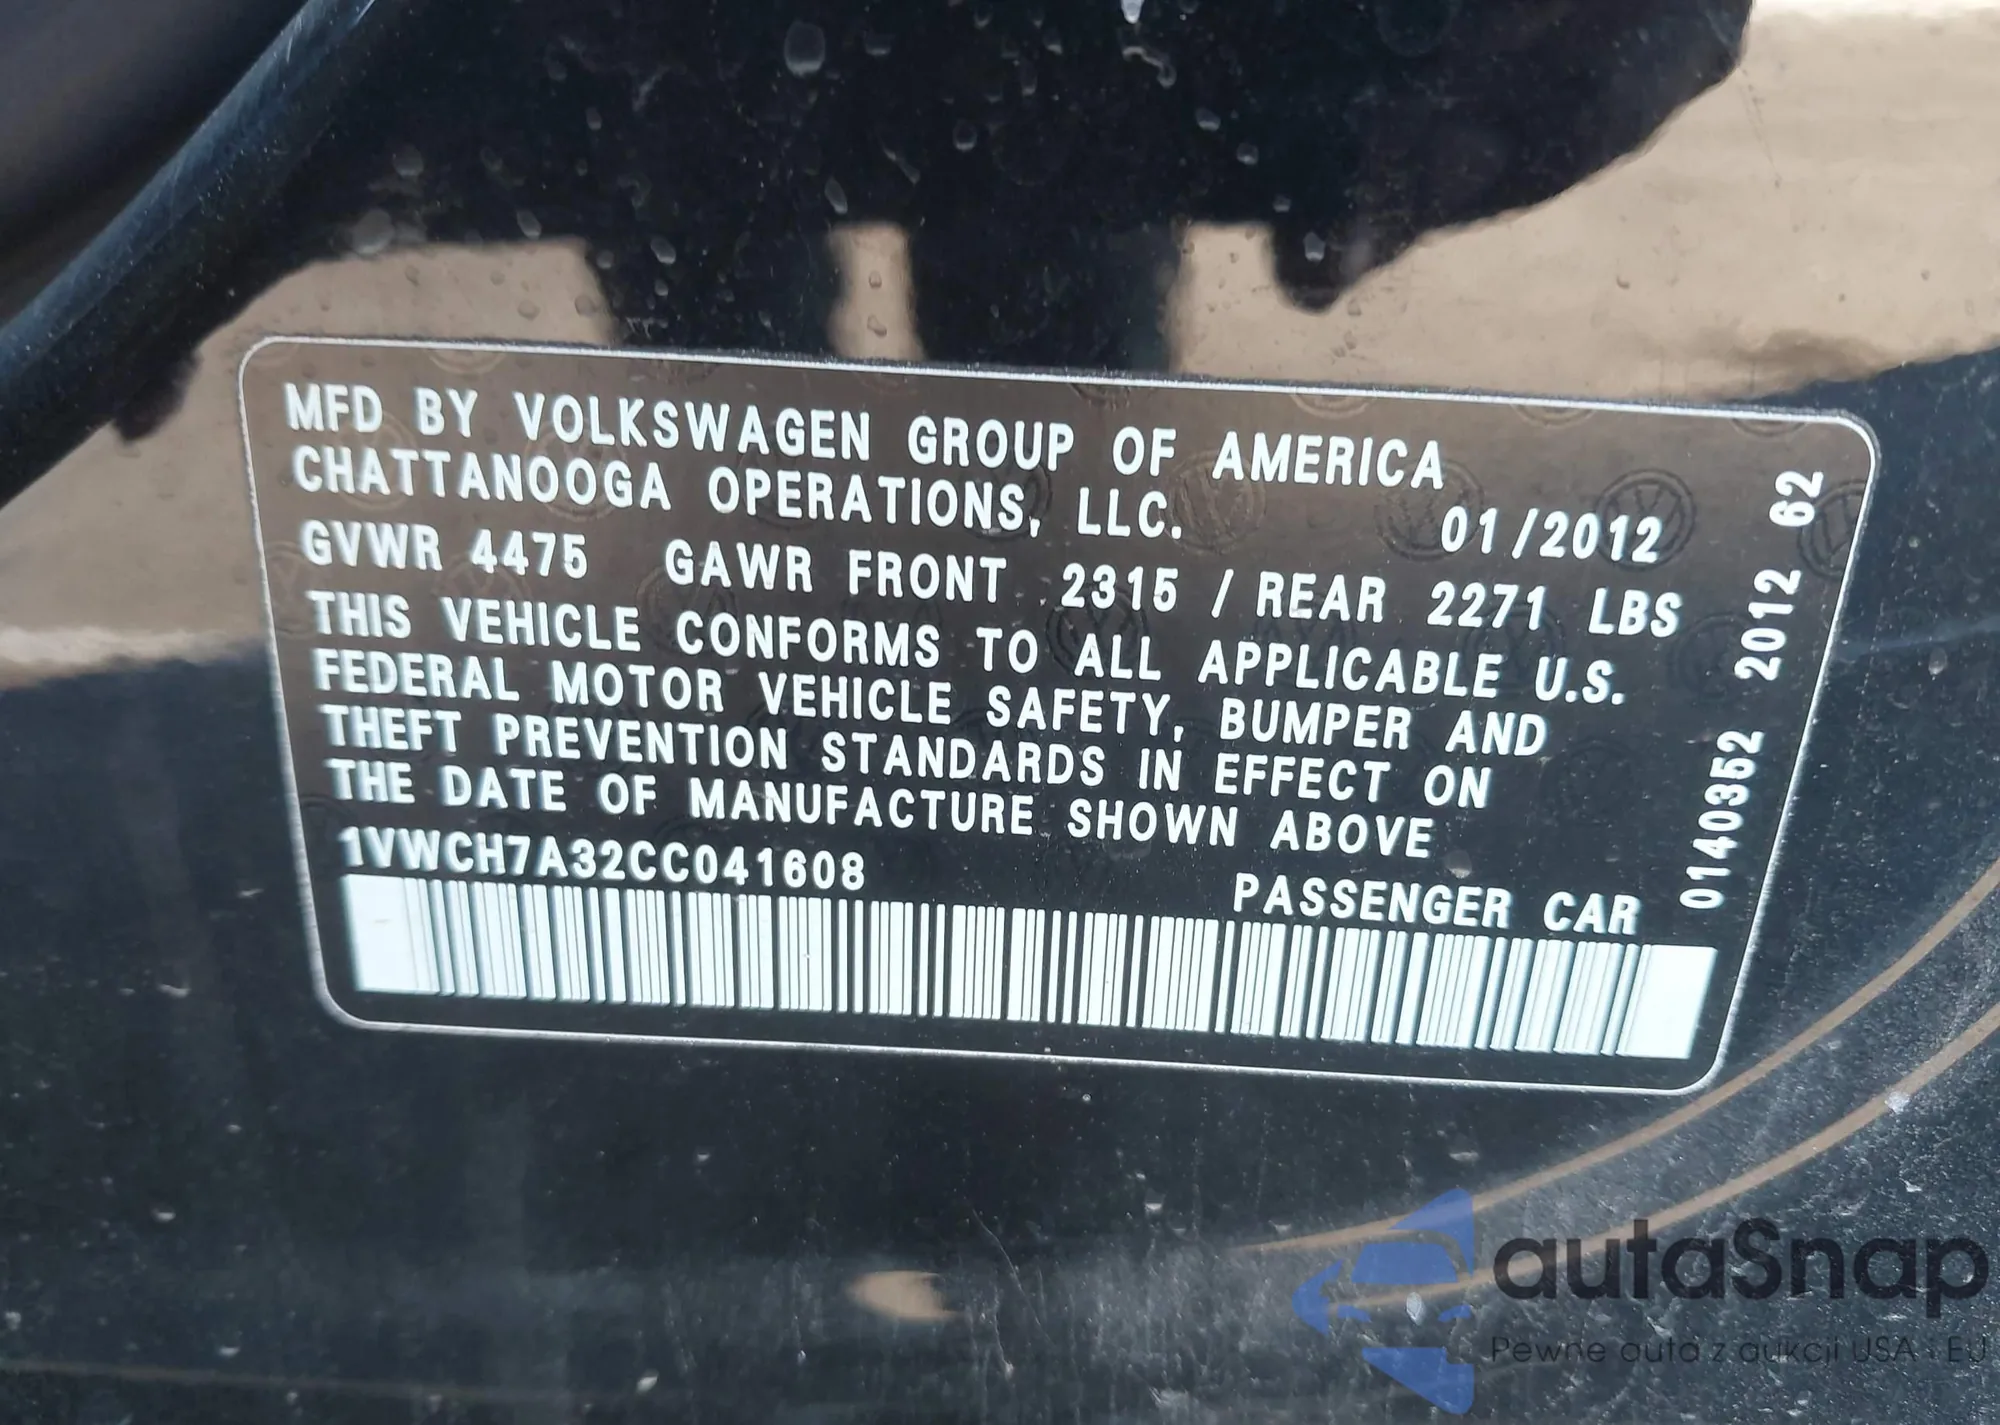 MFD BY VOLKSWAGEN GROUP OF AMERICA
CHATTANOOGA OPERATIONS, LLC.
01/2012
GVWR 4475 GAWR FRONT 2315 / REAR 2271 LBS
THIS VEHICLE CONFORMS TO ALL APPLICABLE U.S.
FEDERAL MOTOR VEHICLE SAFETY, BUMPER AND
THEFT PREVENTION STANDARDS IN EFFECT ON
THE DATE OF MANUFACTURE SHOWN ABOVE
1VWCH7A32CC041608
PASSENGER CAR
0140352 2012 62
autaSnap
Pewne auta z aukcji USA i EU